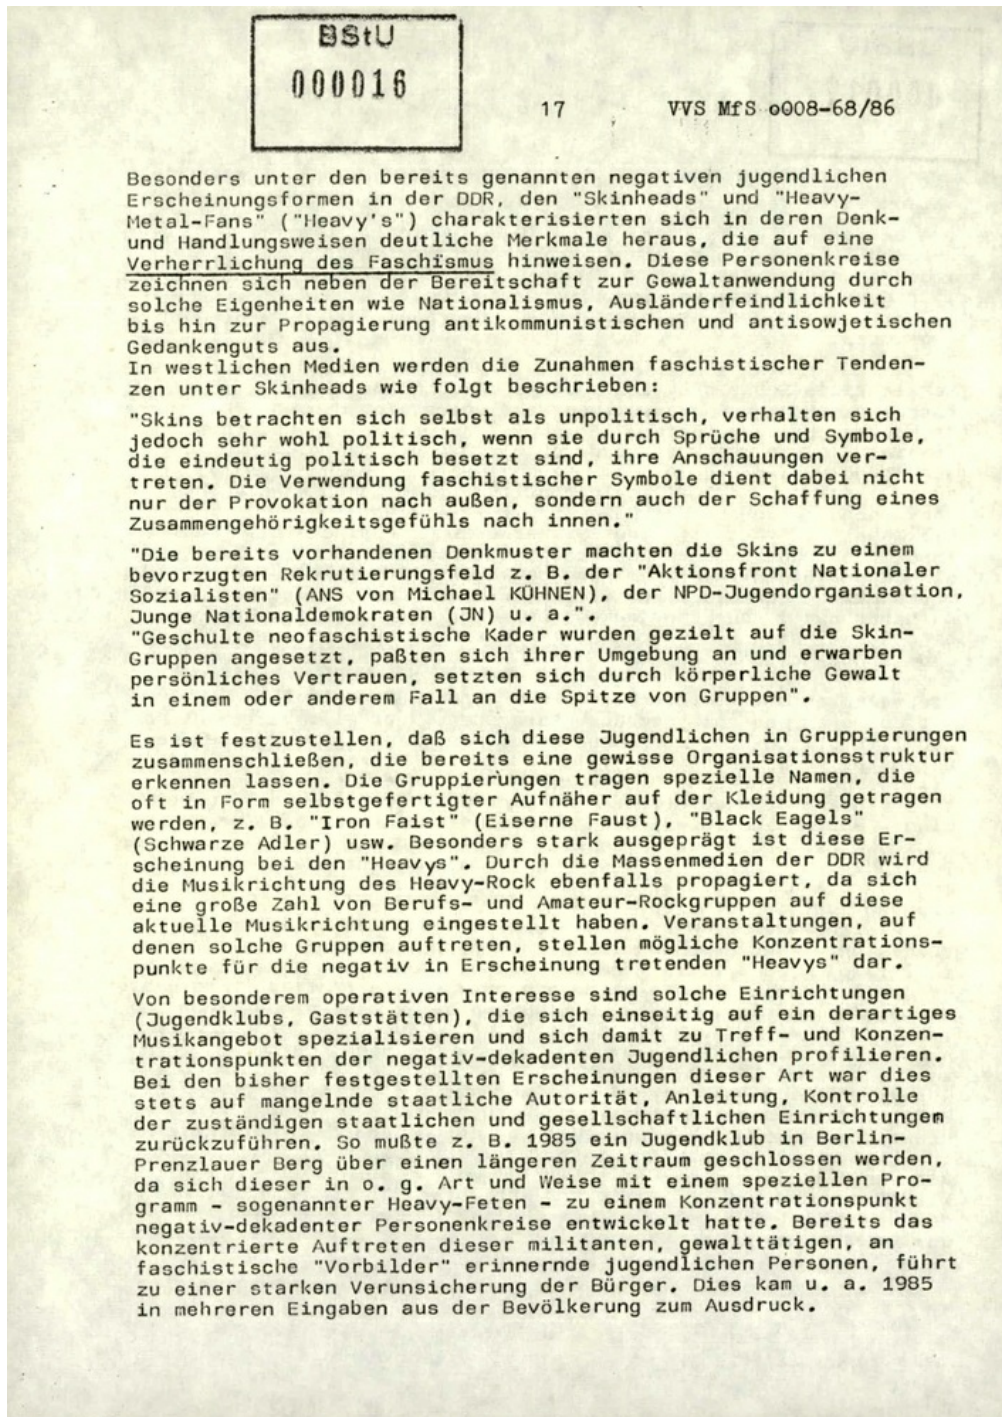 BStU
000016
17 VVS MfS o008-68/86
Besonders unter den bereits genannten negativen jugendlichen
Erscheinungsformen in der DDR, den "Skinheads" und "Heavy-
Metal-Fans" ("Heavy's") charakterisierten sich in deren Denk-
und Handlungsweisen deutliche Merkmale heraus, die auf eine
Verherrlichung des Faschismus hinweisen. Diese Personenkreise
zeichnen sich neben der Bereitschaft zur Gewaltanwendung durch
solche Eigenheiten wie Nationalismus, Ausländerfeindlichkeit
bis hin zur Propagierung antikommunistischen und antisowjetischen
Gedankenguts aus.
In westlichen Medien werden die Zunahmen faschistischer Tenden-
zen unter Skinheads wie folgt beschrieben:
"Skins betrachten sich selbst als unpolitisch, verhalten sich
jedoch sehr wohl politisch, wenn sie durch Sprüche und Symbole,
die eindeutig politisch besetzt sind, ihre Anschauungen ver-
treten. Die Verwendung faschistischer Symbole dient dabei nicht
nur der Provokation nach außen, sondern auch der Schaffung eines
Zusammengehörigkeitsgefühls nach innen."
"Die bereits vorhandenen Denkmuster machten die Skins zu einem
bevorzugten Rekrutierungsfeld z. B. der "Aktionsfront Nationaler
Sozialisten" (ANS von Michael KÜHNEN), der NPD-Jugendorganisation,
Junge Nationaldemokraten (JN) u. a.".
"Geschulte neofaschistische Kader wurden gezielt auf die Skin-
Gruppen angesetzt, paßten sich ihrer Umgebung an und erwarben
persönliches Vertrauen, setzten sich durch körperliche Gewalt
in einem oder anderem Fall an die Spitze von Gruppen".
Es ist festzustellen, daß sich diese Jugendlichen in Gruppierungen
zusammenschließen, die bereits eine gewisse Organisationsstruktur
erkennen lassen. Die Gruppierungen tragen spezielle Namen, die
oft in Form selbstgefertigter Aufnäher auf der Kleidung getragen
werden, z. B. "Iron Faist" (Eiserne Faust), "Black Eagels"
(Schwarze Adler) usw. Besonders stark ausgeprägt ist diese Er-
scheinung bei den "Heavys". Durch die Massenmedien der DDR wird
die Musikrichtung des Heavy-Rock ebenfalls propagiert, da sich
eine große Zahl von Berufs- und Amateur-Rockgruppen auf diese
aktuelle Musikrichtung eingestellt haben. Veranstaltungen, auf
denen solche Gruppen auftreten, stellen mögliche Konzentrations-
punkte für die negativ in Erscheinung tretenden "Heavys" dar.
Von besonderem operativen Interesse sind solche Einrichtungen
(Jugendklubs, Gaststätten), die sich einseitig auf ein derartiges
Musikangebot spezialisieren und sich damit zu Treff- und Konzen-
trationspunkten der negativ-dekadenten Jugendlichen profilieren.
Bei den bisher festgestellten Erscheinungen dieser Art war dies
stets auf mangelnde staatliche Autorität, Anleitung, Kontrolle
der zuständigen staatlichen und gesellschaftlichen Einrichtungen
zurückzuführen. So mußte z. B. 1985 ein Jugendklub in Berlin-
Prenzlauer Berg über einen längeren Zeitraum geschlossen werden,
da sich dieser in o. g. Art und Weise mit einem speziellen Pro-
gramm - sogenannter Heavy-Feten - zu einem Konzentrationspunkt
negativ-dekadenter Personenkreise entwickelt hatte. Bereits das
konzentrierte Auftreten dieser militanten, gewalttätigen, an
faschistische "Vorbilder" erinnernde jugendlichen Personen, führt
zu einer starken Verunsicherung der Bürger. Dies kam u. a. 1985
in mehreren Eingaben aus der Bevölkerung zum Ausdruck.